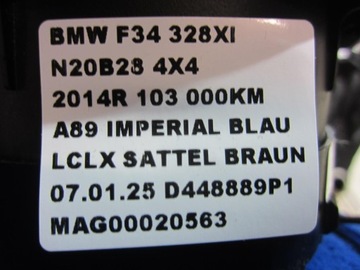 BMW F34 328XI
N20B28 4X4
2014R 103 000KM
A89 IMPERIAL BLAU
LCLX SATTEL BRAUN
07.01.25 D448889P1
MAG00020563